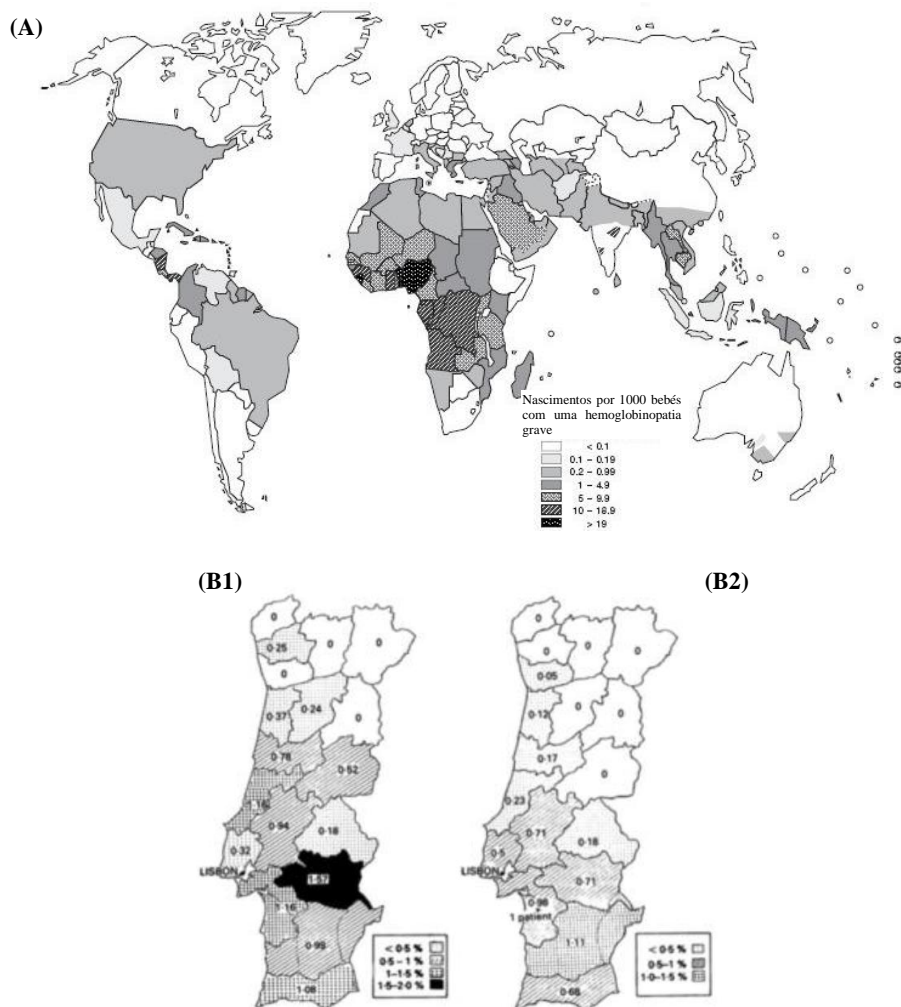 (A)
Nascimentos por 1000 bebés
com uma hemoglobinopatia
grave
< 0.1
0.1 – 0.19
0.2 – 0.99
1 – 4.9
5 – 9.9
10 – 18.9
> 19
(B1)
(B2)
0
0
0
0·25
0
0·37
0·24
0
0·78
0·52
0·94
0·18
0·32
LISBON
1·57
1·16
0·99
1·08
< 0·5 %
0·5 – 1 %
1 – 1·5 %
1·5 – 2·0 %
0
0
0
0
0·05
0·12
0
0
0·17
0
0·23
0·71
0·18
0·5
LISBON
0·71
0·98
1 patient
1·11
0·68
< 0·5 %
0·5–1 %
1·0–1·5 %